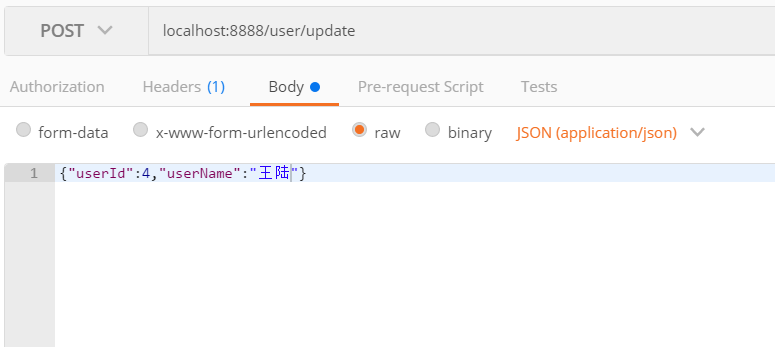 POST localhost:8888/user/update
Authorization Headers (1) Body Pre-request Script Tests
form-data x-www-form-urlencoded raw binary JSON (application/json)
1 {"userId":4,"userName":"王陆"}